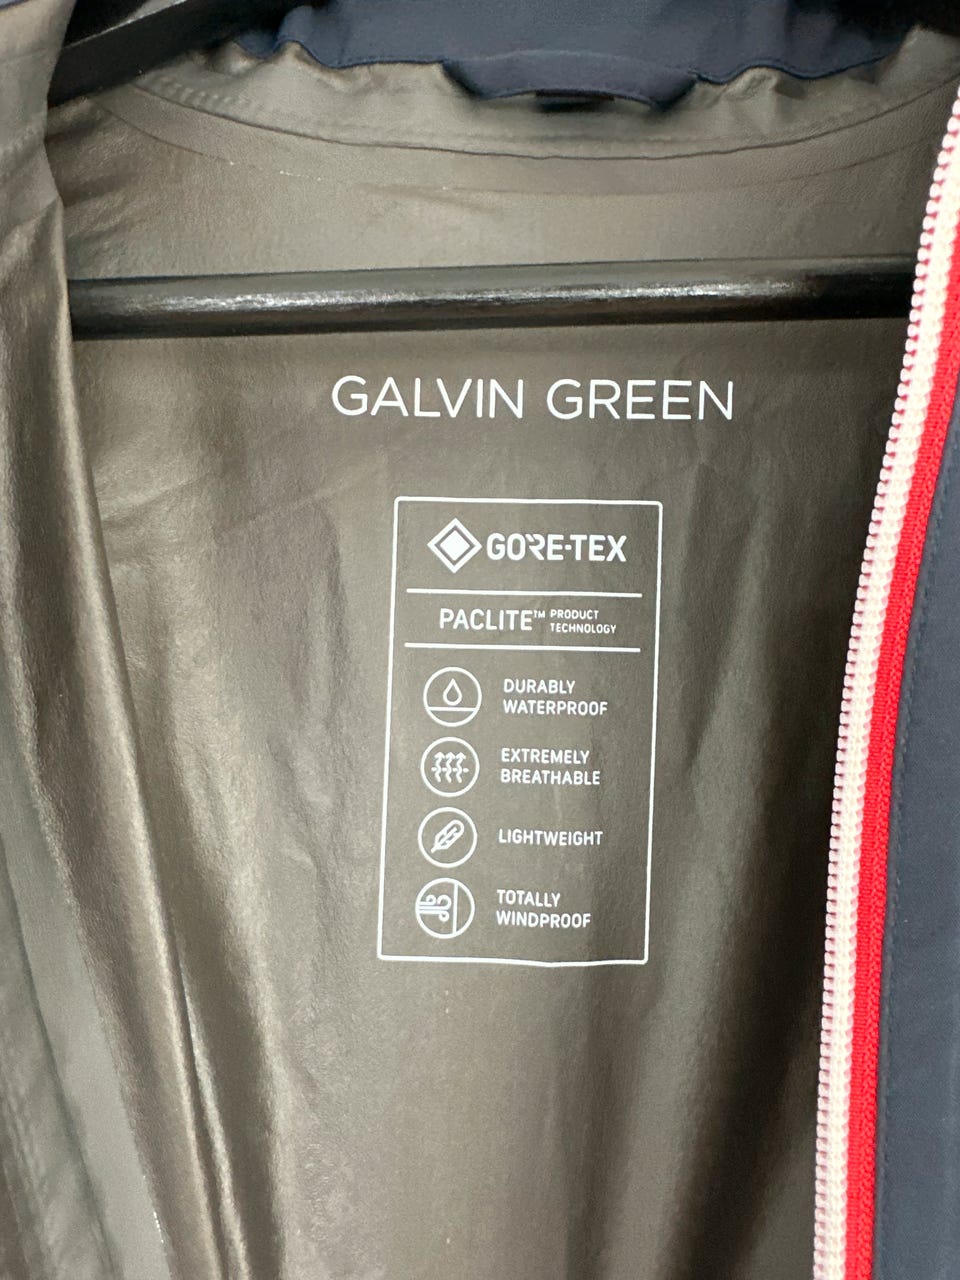 GALVIN GREEN
GORE-TEX
PACLITE™ PRODUCT
TECHNOLOGY
DURABLY
WATERPROOF
EXTREMELY
BREATHABLE
LIGHTWEIGHT
TOTALLY
WINDPROOF